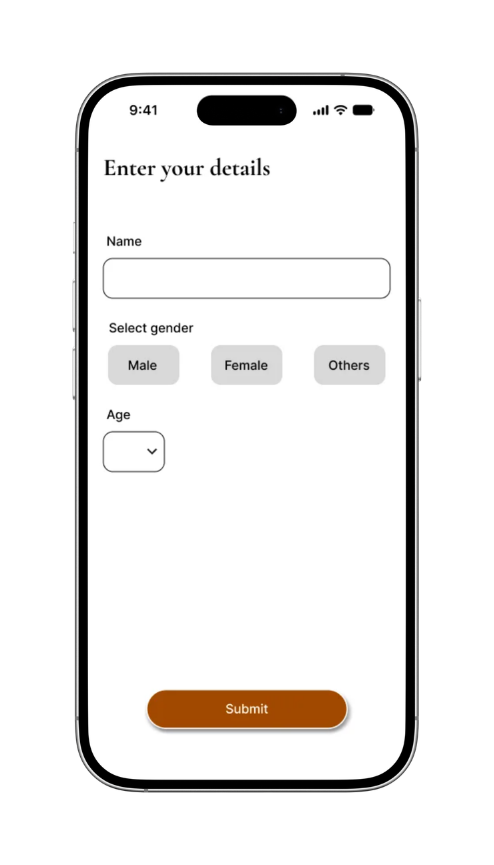 9:41
Enter your details
Name
Select gender
Male Female Others
Age
Submit